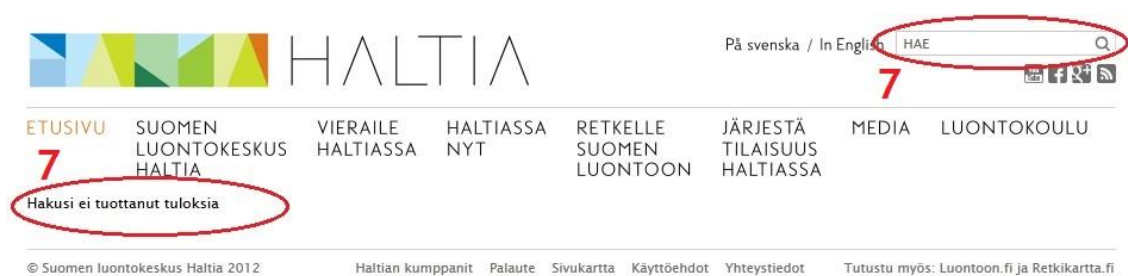 HALTIA
På svenska / In English
HAE
7
ETUSIVU
SUOMEN
LUONTOKESKUS
HALTIA
VIERAILE
HALTIASSA
HALTIASSA
NYT
RETKELLE
SUOMEN
LUONTOON
JÄRJESTÄ
TILAISUUS
HALTIASSA
MEDIA
LUONTOKOULU
7
Hakusi ei tuottanut tuloksia
© Suomen luontokeskus Haltia 2012
Haltian kumppanit Palaute Sivukartta Käyttöehdot Yhteystiedot
Tutustu myös: Luontoon.fi ja Retkikartta.fi